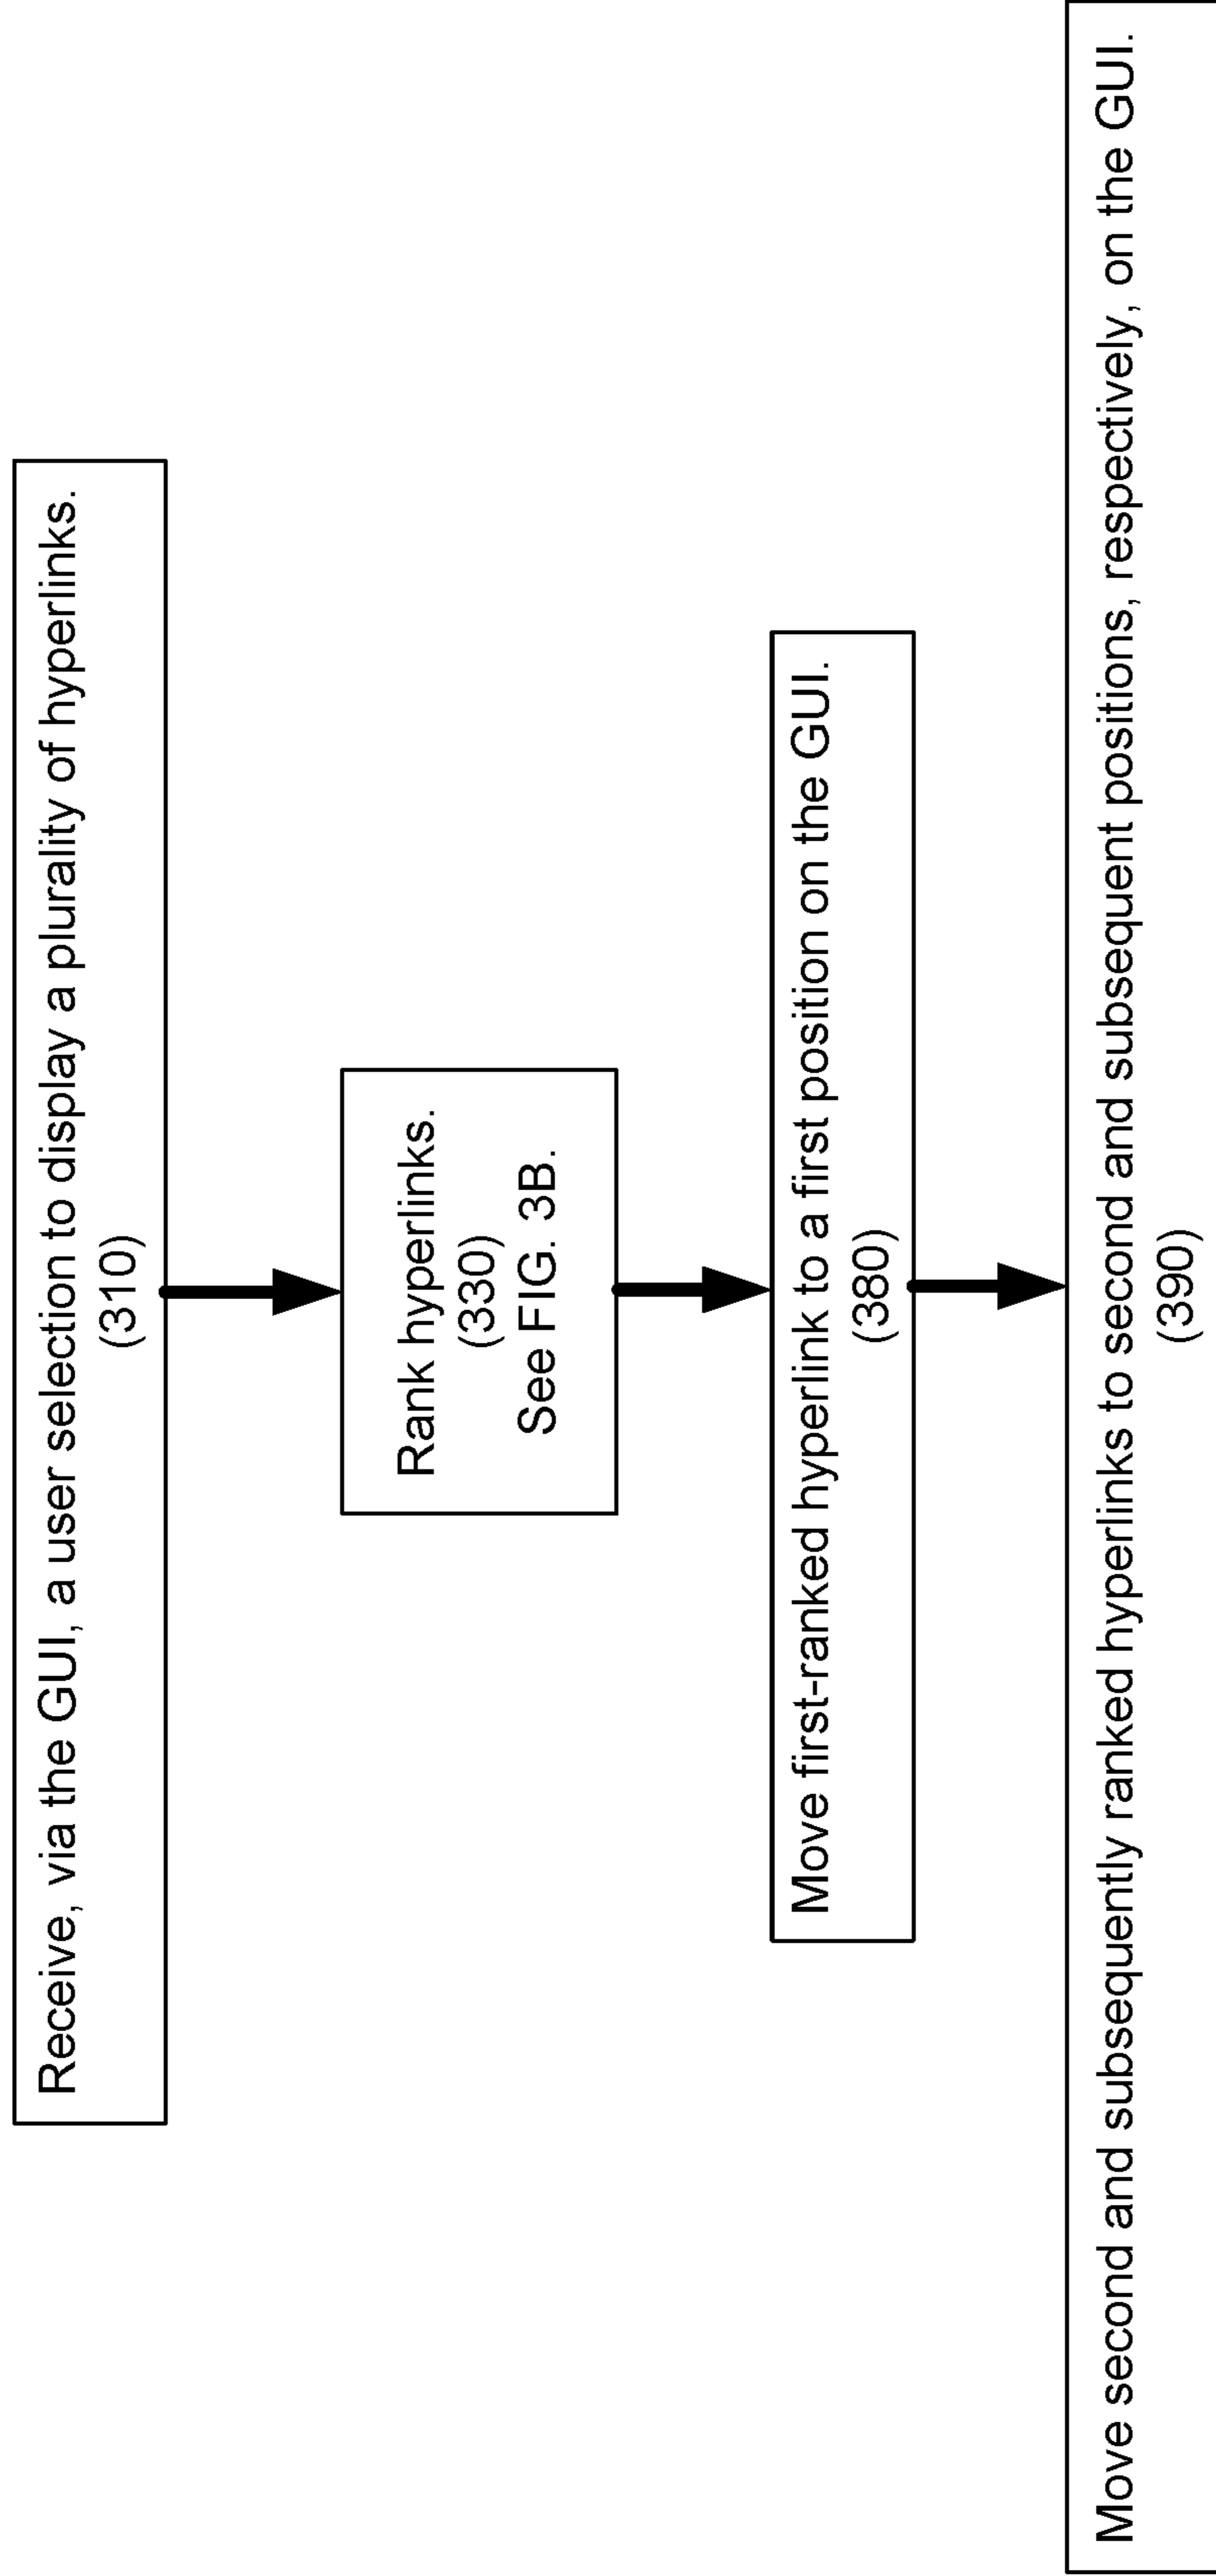 Receive, via the GUI, a user selection to display a plurality of hyperlinks.
(310)
Rank hyperlinks.
(330)
See FIG. 3B.
Move first-ranked hyperlink to a first position on the GUI.
(380)
Move second and subsequently ranked hyperlinks to second and subsequent positions, respectively, on the GUI.
(390)